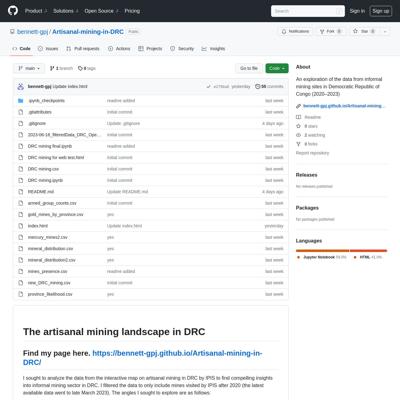 Product Solutions Open Source Pricing Search Sign in Sign up
bennett-gpj / Artisanal-mining-in-DRC Public Notifications Fork 0 Star 0
Code Issues Pull requests Actions Projects Security Insights
main 1 branch 0 tags Go to file Code
bennett-gpj Update index.html yesterday 55 commits
.ipynb_checkpoints readme added last week
.gitattributes initial commit last week
.gitignore Update .gitignore 4 days ago
2023-06-18_filteredData_DRC_Ope... initial commit last week
DRC mining final.ipynb readme added last week
DRC mining for web test.html initial commit last week
DRC mining.csv initial commit last week
DRC mining.ipynb initial commit last week
README.md Update README.md 4 days ago
armed_group_counts.csv initial commit last week
gold_mines_by_province.csv yes last week
index.html Update index.html yesterday
mercury_mines2.csv yes last week
mineral_distribution.csv yes last week
mineral_distribution2.csv yes last week
mines_presence.csv readme added last week
new_DRC_mining.csv initial commit last week
province_likelihood.csv yes last week
The artisanal mining landscape in DRC
Find my page here. https://bennett-gpj.github.io/Artisanal-mining-in-
DRC/
I sought to analyze the data from the interactive map on artisanal mining in DRC by IPIS to find compelling insights
into informal mining sector in DRC. I filtered the data to only include mines visited by IPIS after 2020 (the latest
available data went to late March 2023). The angles I sought to explore are as follows:
About
An exploration of the data from informal
mining sites in Democratic Republic of
Congo (2020–2023)
bennett-gpj.github.io/Artisanal-mining...
Readme
0 stars
2 watching
0 forks
Report repository
Releases
No releases published
Packages
No packages published
Languages
Jupyter Notebook HTML